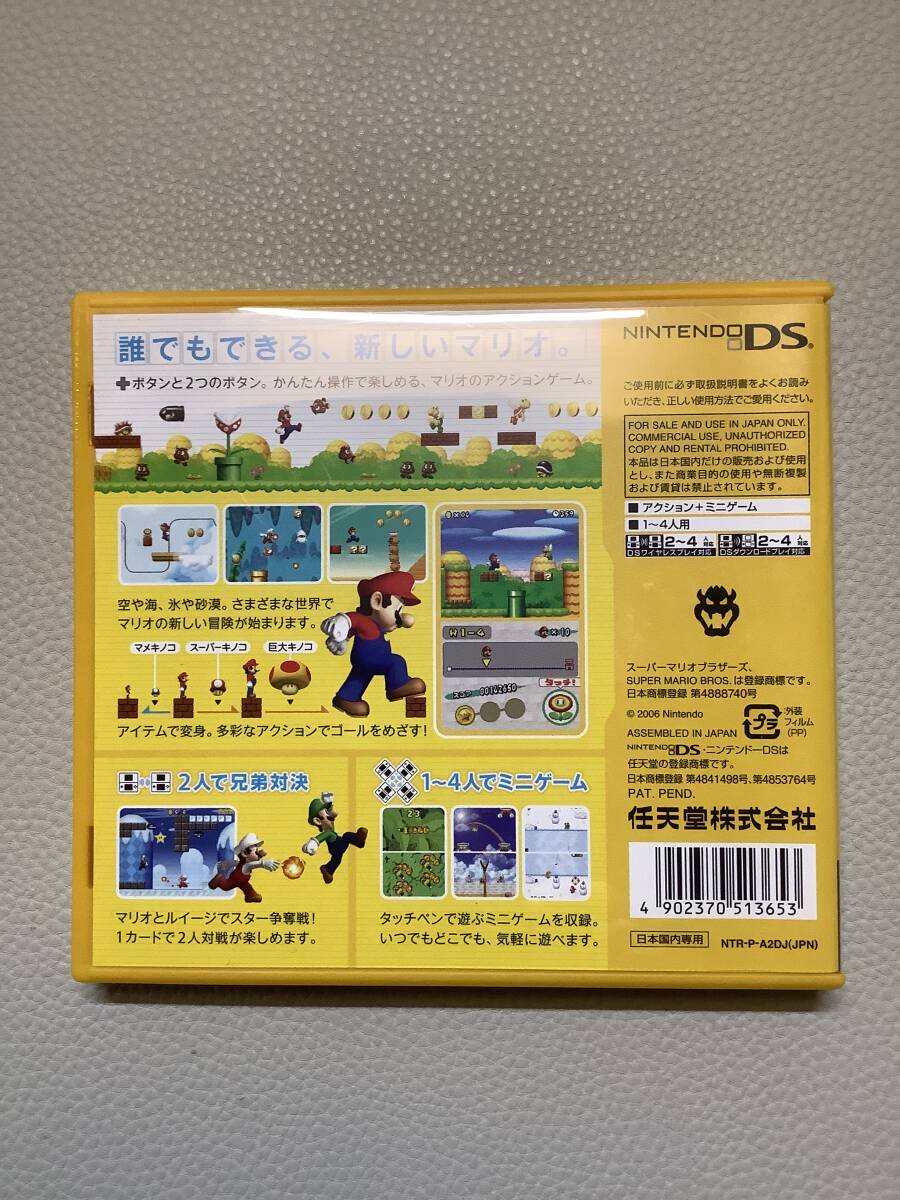 誰でもできる、新しいマリオ。
✚ボタンと2つのボタン。かんたん操作で楽しめる、マリオのアクションゲーム。
空や海、氷や砂漠。さまざまな世界で
マリオの新しい冒険が始まります。
マメキノコ
スーパーキノコ
巨大キノコ
アイテムで変身。多彩なアクションでゴールをめざす!
W1-4
×10
スコア 00142650
タッチ!
2人で兄弟対決
マリオとルイージでスター争奪戦!
1カードで2人対戦が楽しめます。
1~4人でミニゲーム
タッチペンで遊ぶミニゲームを収録。
いつでもどこでも、気軽に遊べます。
NINTENDO DS
ご使用前に必ず取扱説明書をよくお読み
いただき、正しい使用方法でご愛用ください。
FOR SALE AND USE IN JAPAN ONLY.
COMMERCIAL USE, UNAUTHORIZED
COPY AND RENTAL PROHIBITED.
本品は日本国内だけの販売および使用
とし、また商業目的の使用や無断複製
および賃貸は禁止されています。
■ アクション+ミニゲーム
■ 1~4人用
2~4人対応
DSワイヤレスプレイ対応
2~4人対応
DSダウンロードプレイ対応
スーパーマリオブラザーズ、
SUPER MARIO BROS.は登録商標です。
日本商標登録 第4888740号
© 2006 Nintendo
ASSEMBLED IN JAPAN
プラ
:外装
フィルム
(PP)
NINTENDO DS・ニンテンドーDSは
任天堂の登録商標です。
日本商標登録 第4841498号、第4853764号
PAT. PEND.
任天堂株式会社
4 902370 513653
日本国内専用
NTR-P-A2DJ(JPN)